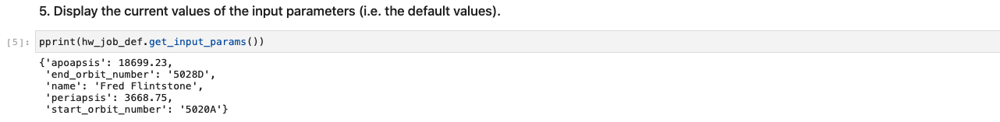 5. Display the current values of the input parameters (i.e. the default values).
[5]: pprint(hw_job_def.get_input_params())
{'apoapsis': 18699.23,
'end_orbit_number': '5028D',
'name': 'Fred Flintstone',
'periapsis': 3668.75,
'start_orbit_number': '5020A'}